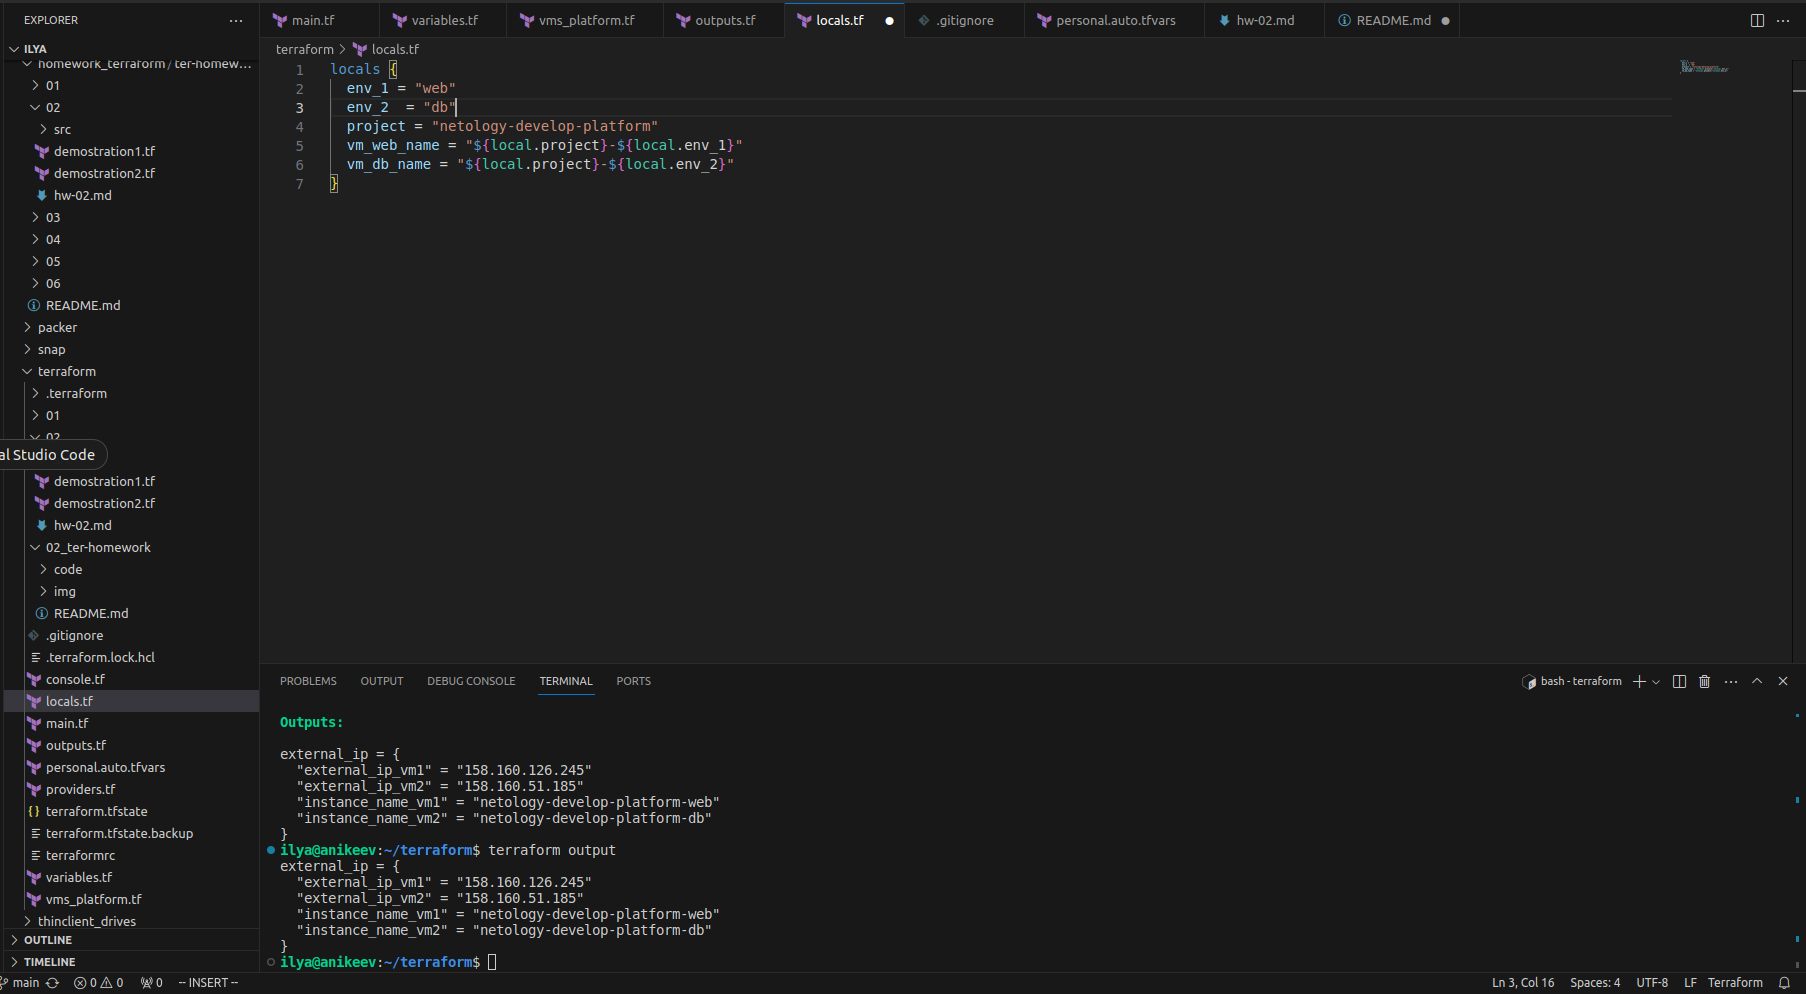 EXPLORER
ILYA
homework_terraform / ter-homew...
01
02
src
demostration1.tf
demostration2.tf
hw-02.md
03
04
05
06
README.md
packer
snap
terraform
.terraform
01
02
al Studio Code
demostration1.tf
demostration2.tf
hw-02.md
02_ter-homework
code
img
README.md
.gitignore
.terraform.lock.hcl
console.tf
locals.tf
main.tf
outputs.tf
personal.auto.tfvars
providers.tf
terraform.tfstate
terraform.tfstate.backup
terraformrc
variables.tf
vms_platform.tf
thinclient_drives
OUTLINE
TIMELINE
main.tf variables.tf vms_platform.tf outputs.tf locals.tf .gitignore personal.auto.tfvars hw-02.md README.md
terraform > locals.tf
1 locals {
2 env_1 = "web"
3 env_2  = "db"
4 project = "netology-develop-platform"
5 vm_web_name = "${local.project}-${local.env_1}"
6 vm_db_name = "${local.project}-${local.env_2}"
7 }
PROBLEMS OUTPUT DEBUG CONSOLE TERMINAL PORTS
bash - terraform
Outputs:
external_ip = {
"external_ip_vm1" = "158.160.126.245"
"external_ip_vm2" = "158.160.51.185"
"instance_name_vm1" = "netology-develop-platform-web"
"instance_name_vm2" = "netology-develop-platform-db"
}
ilya@anikeev:~/terraform$ terraform output
external_ip = {
"external_ip_vm1" = "158.160.126.245"
"external_ip_vm2" = "158.160.51.185"
"instance_name_vm1" = "netology-develop-platform-web"
"instance_name_vm2" = "netology-develop-platform-db"
}
ilya@anikeev:~/terraform$
main 0 0 0 -- INSERT -- Ln 3, Col 16 Spaces: 4 UTF-8 LF Terraform